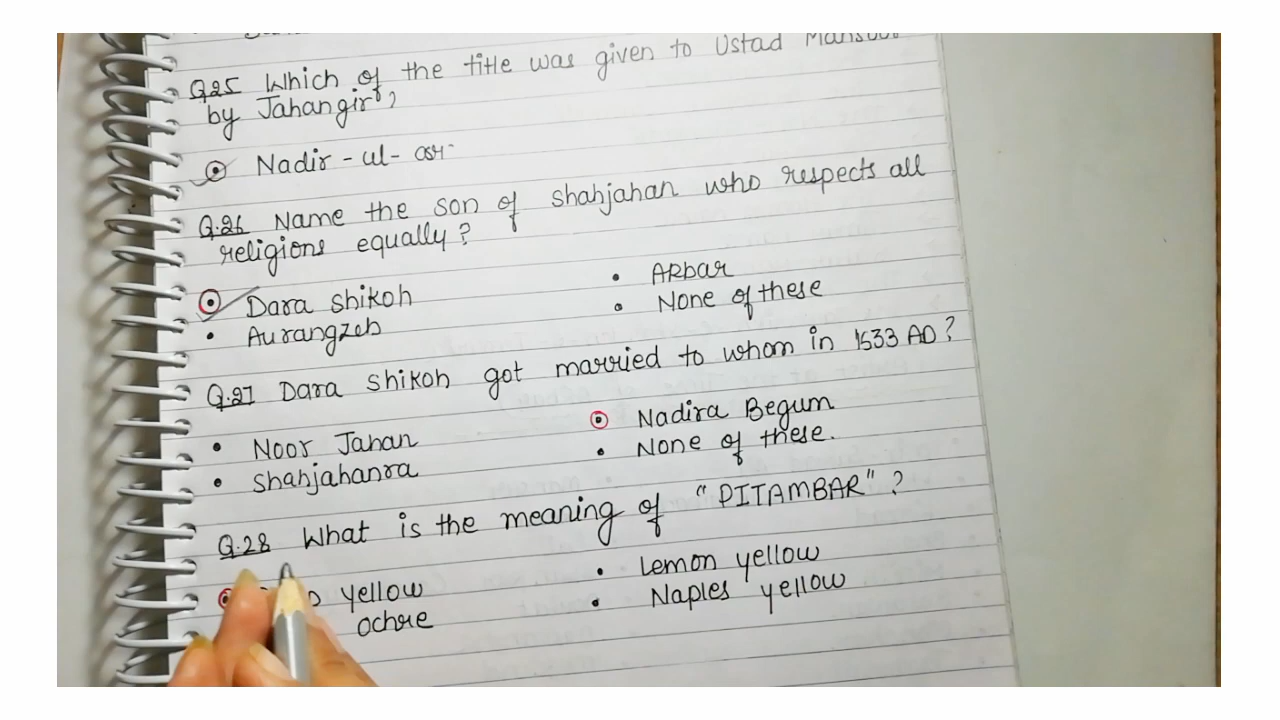 Q.25 Which of the title was given to Ustad Mansoor
by Jahangir?
Nadir-ul-asr
Q.26 Name the son of Shahjahan who respects all
religions equally?
Dara Shikoh
• Akbar
• Aurangzeb
• None of these
Q.27 Dara Shikoh got married to whom in 1533 AD?
• Noor Jahan
Nadira Begum
• Shahjahanra
• None of these.
Q.28 What is the meaning of "PITAMBAR"?
yellow
• Lemon yellow
ochre
• Naples yellow